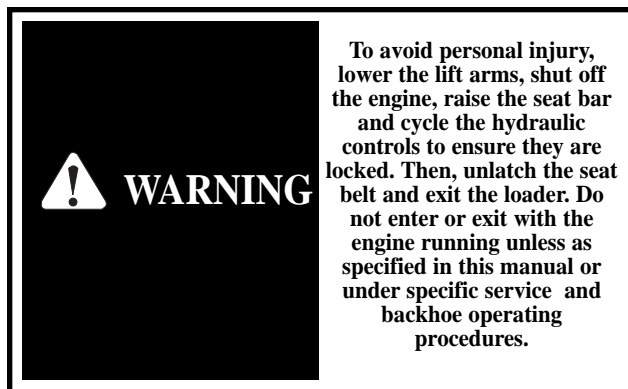 WARNING
To avoid personal injury,
lower the lift arms, shut off
the engine, raise the seat bar
and cycle the hydraulic
controls to ensure they are
locked. Then, unlatch the seat
belt and exit the loader. Do
not enter or exit with the
engine running unless as
specified in this manual or
under specific service  and
backhoe operating
procedures.